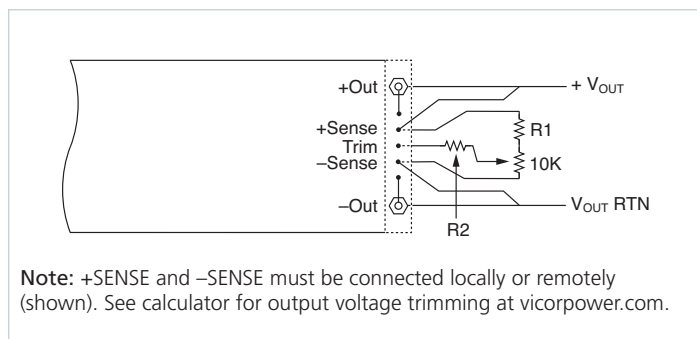 +Out
+ VOUT
+Sense
R1
Trim
–Sense
10K
–Out
VOUT RTN
R2
Note: +SENSE and –SENSE must be connected locally or remotely
(shown). See calculator for output voltage trimming at vicorpower.com.